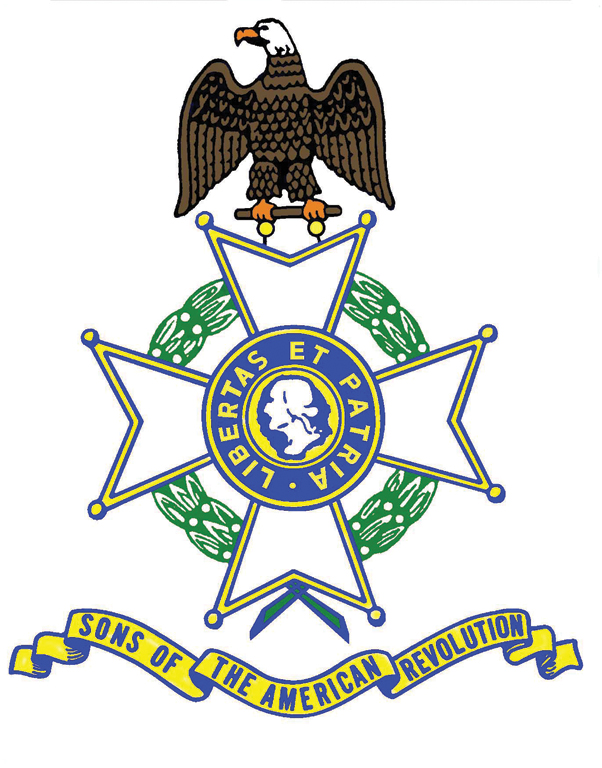 LIBERTAS ET PATRIA ·
SONS OF THE AMERICAN REVOLUTION